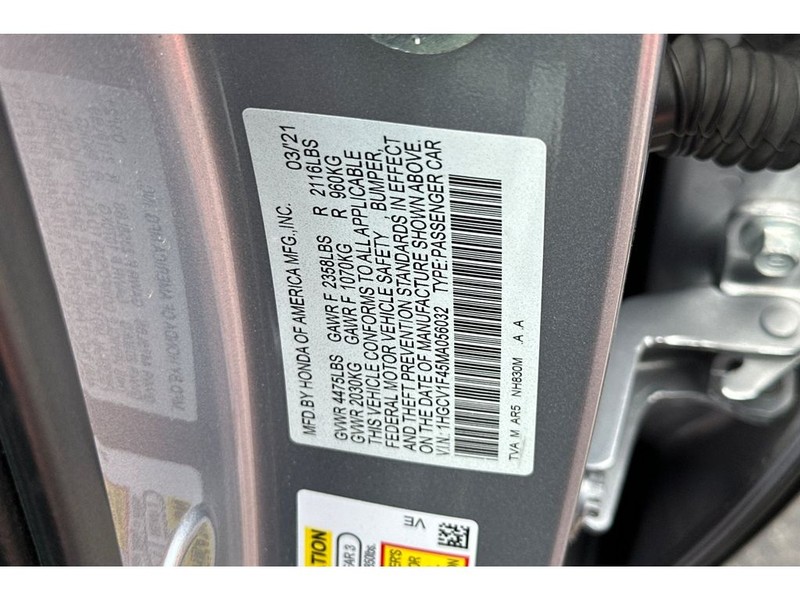 MFD.BY HONDA OF AMERICA MFG.,INC. 03/'21
GVWR 4475LBS GAWR F 2358LBS R 2116LBS
GVWR 2030KG GAWR F 1070KG R 960KG
THIS VEHICLE CONFORMS TO ALL APPLICABLE
FEDERAL MOTOR VEHICLE SAFETY , BUMPER,
AND THEFT PREVENTION STANDARDS IN EFFECT
ON THE DATE OF MANUFACTURE SHOWN ABOVE.
V.I.N.:1HGCV1F45MA056032 TYPE:PASSENGER CAR
TVA M AR5 NH830M .A .A
VE